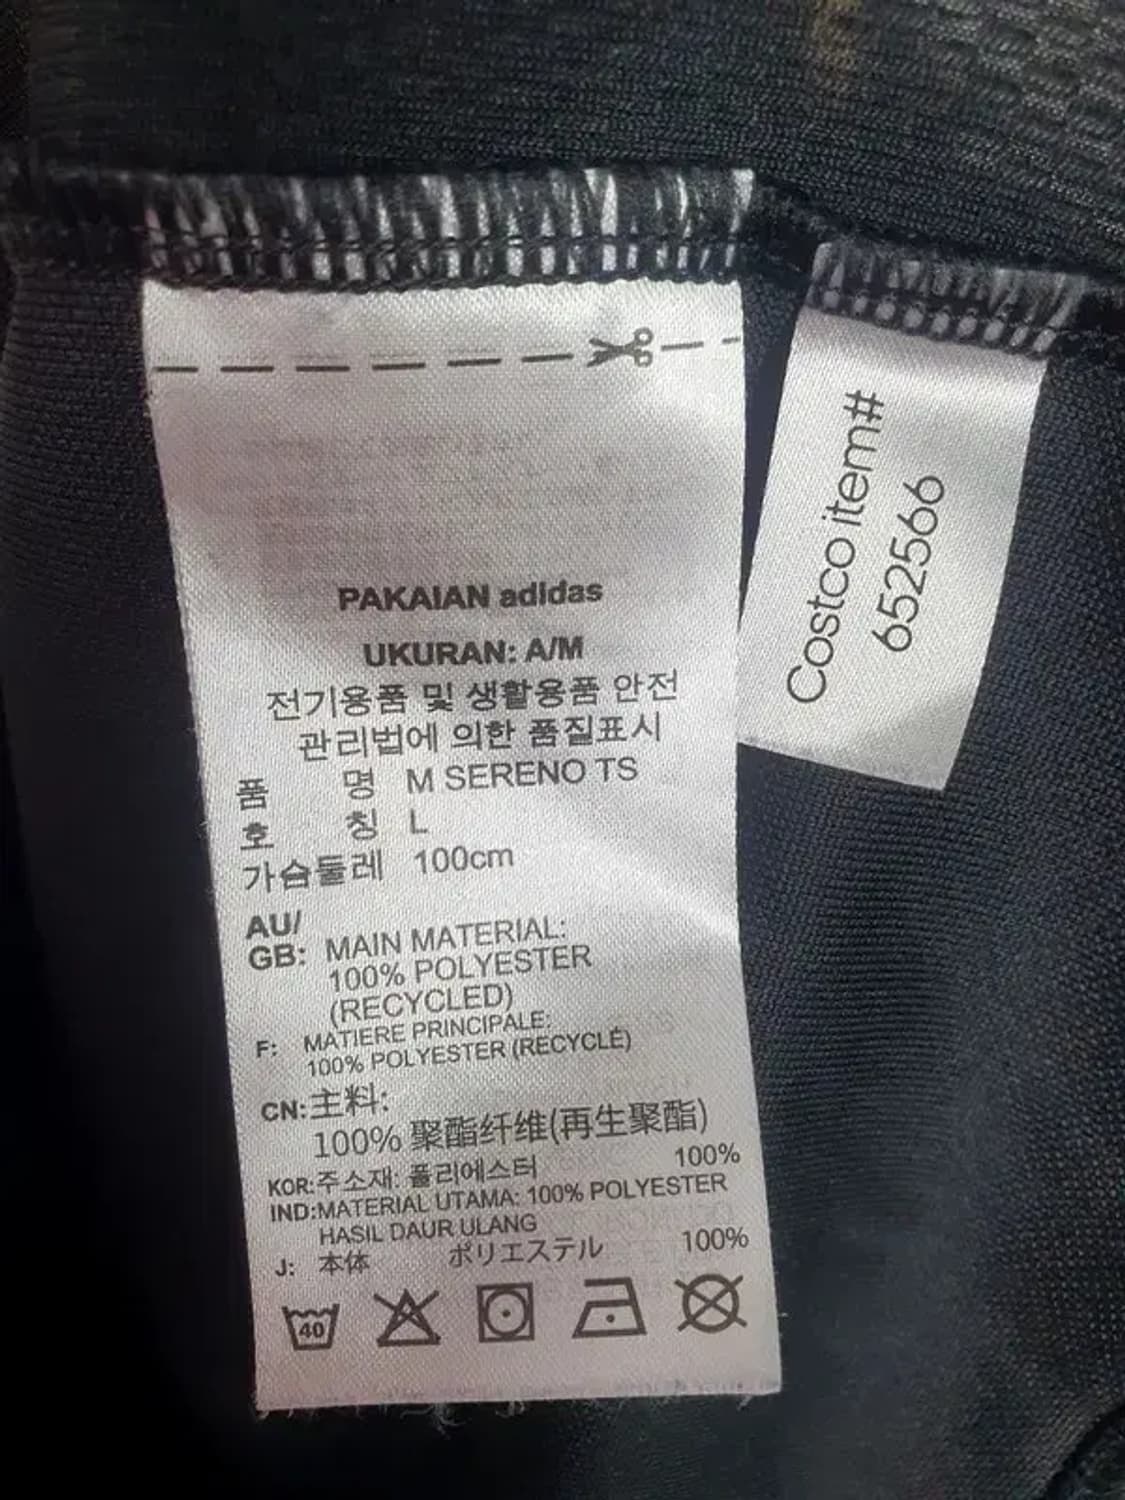 PAKAIAN adidas
UKURAN: A/M
전기용품 및 생활용품 안전
관리법에 의한 품질표시
품 명 M SERENO TS
호 칭 L
가슴둘레 100cm
AU/
GB: MAIN MATERIAL:
100% POLYESTER
(RECYCLED)
F: MATIERE PRINCIPALE:
100% POLYESTER (RECYCLÉ)
CN:主料:
100% 聚酯纤维(再生聚酯)
KOR:주소재: 폴리에스터 100%
IND:MATERIAL UTAMA: 100% POLYESTER
HASIL DAUR ULANG
J: 本体 ポリエステル 100%
40
Costco item#
652566